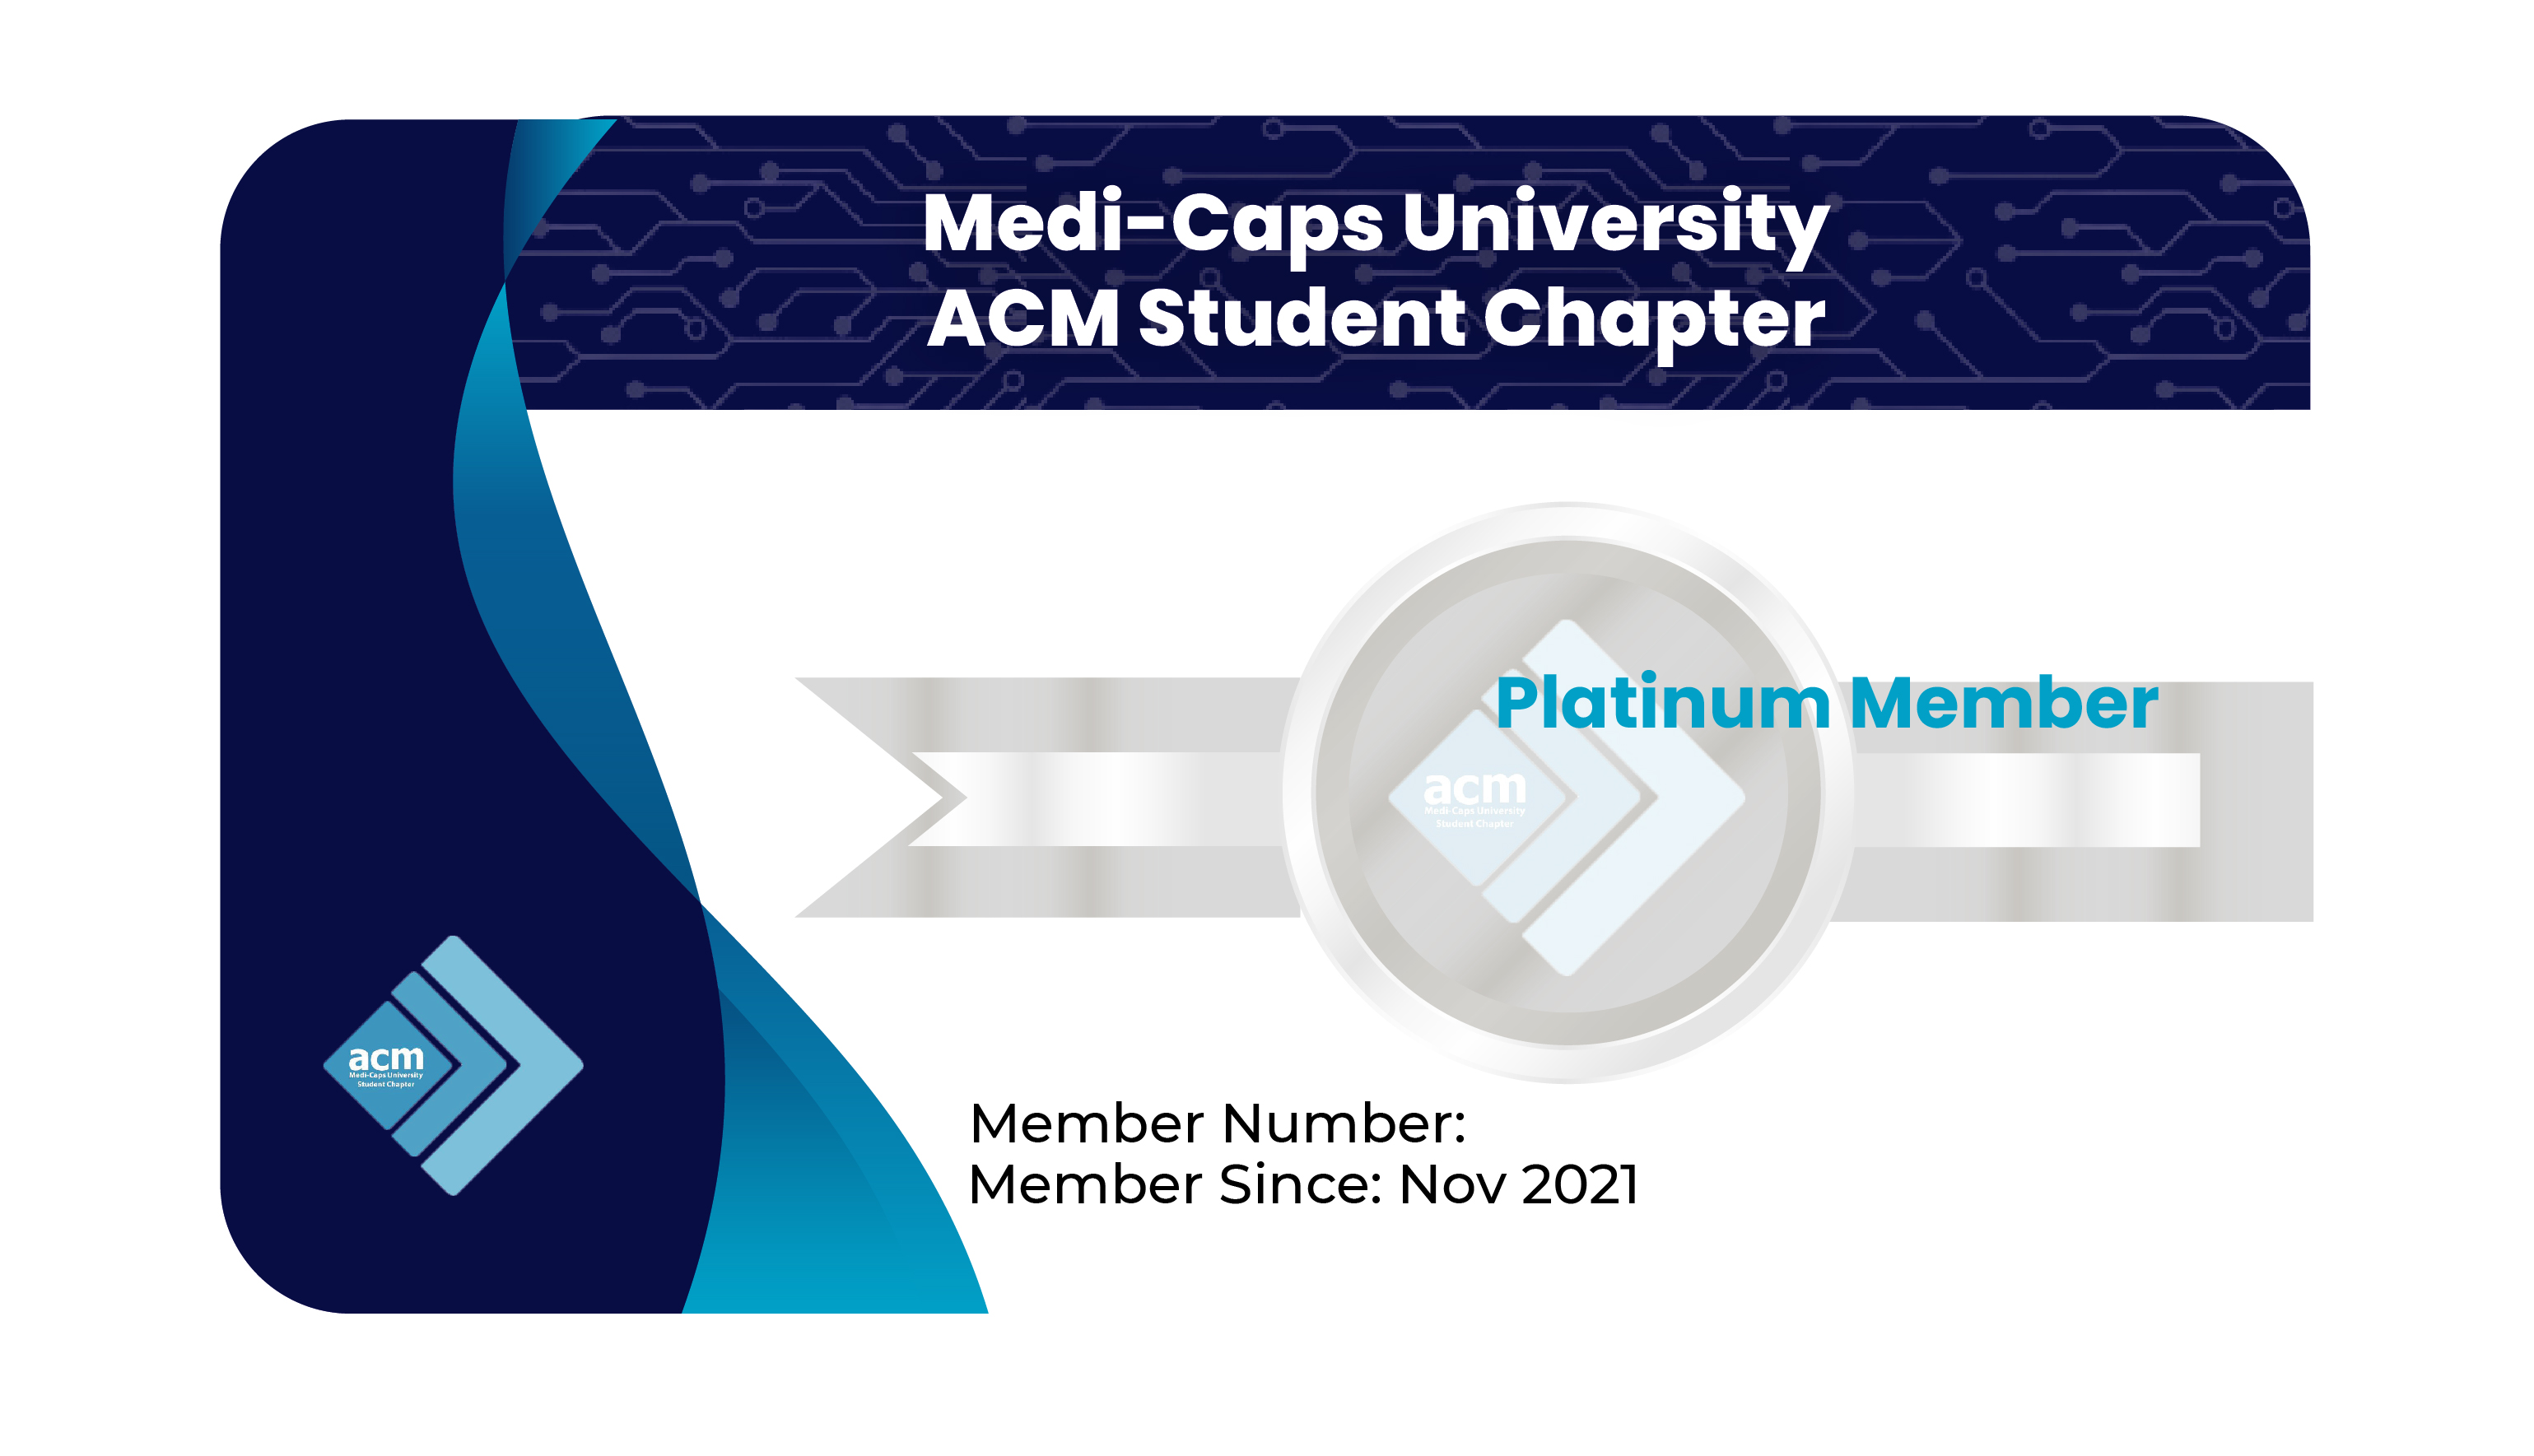 Medi-Caps University
ACM Student Chapter
Platinum Member
acm
Medi-Caps University
Student Chapter
acm
Medi-Caps University
Student Chapter
Member Number:
Member Since: Nov 2021